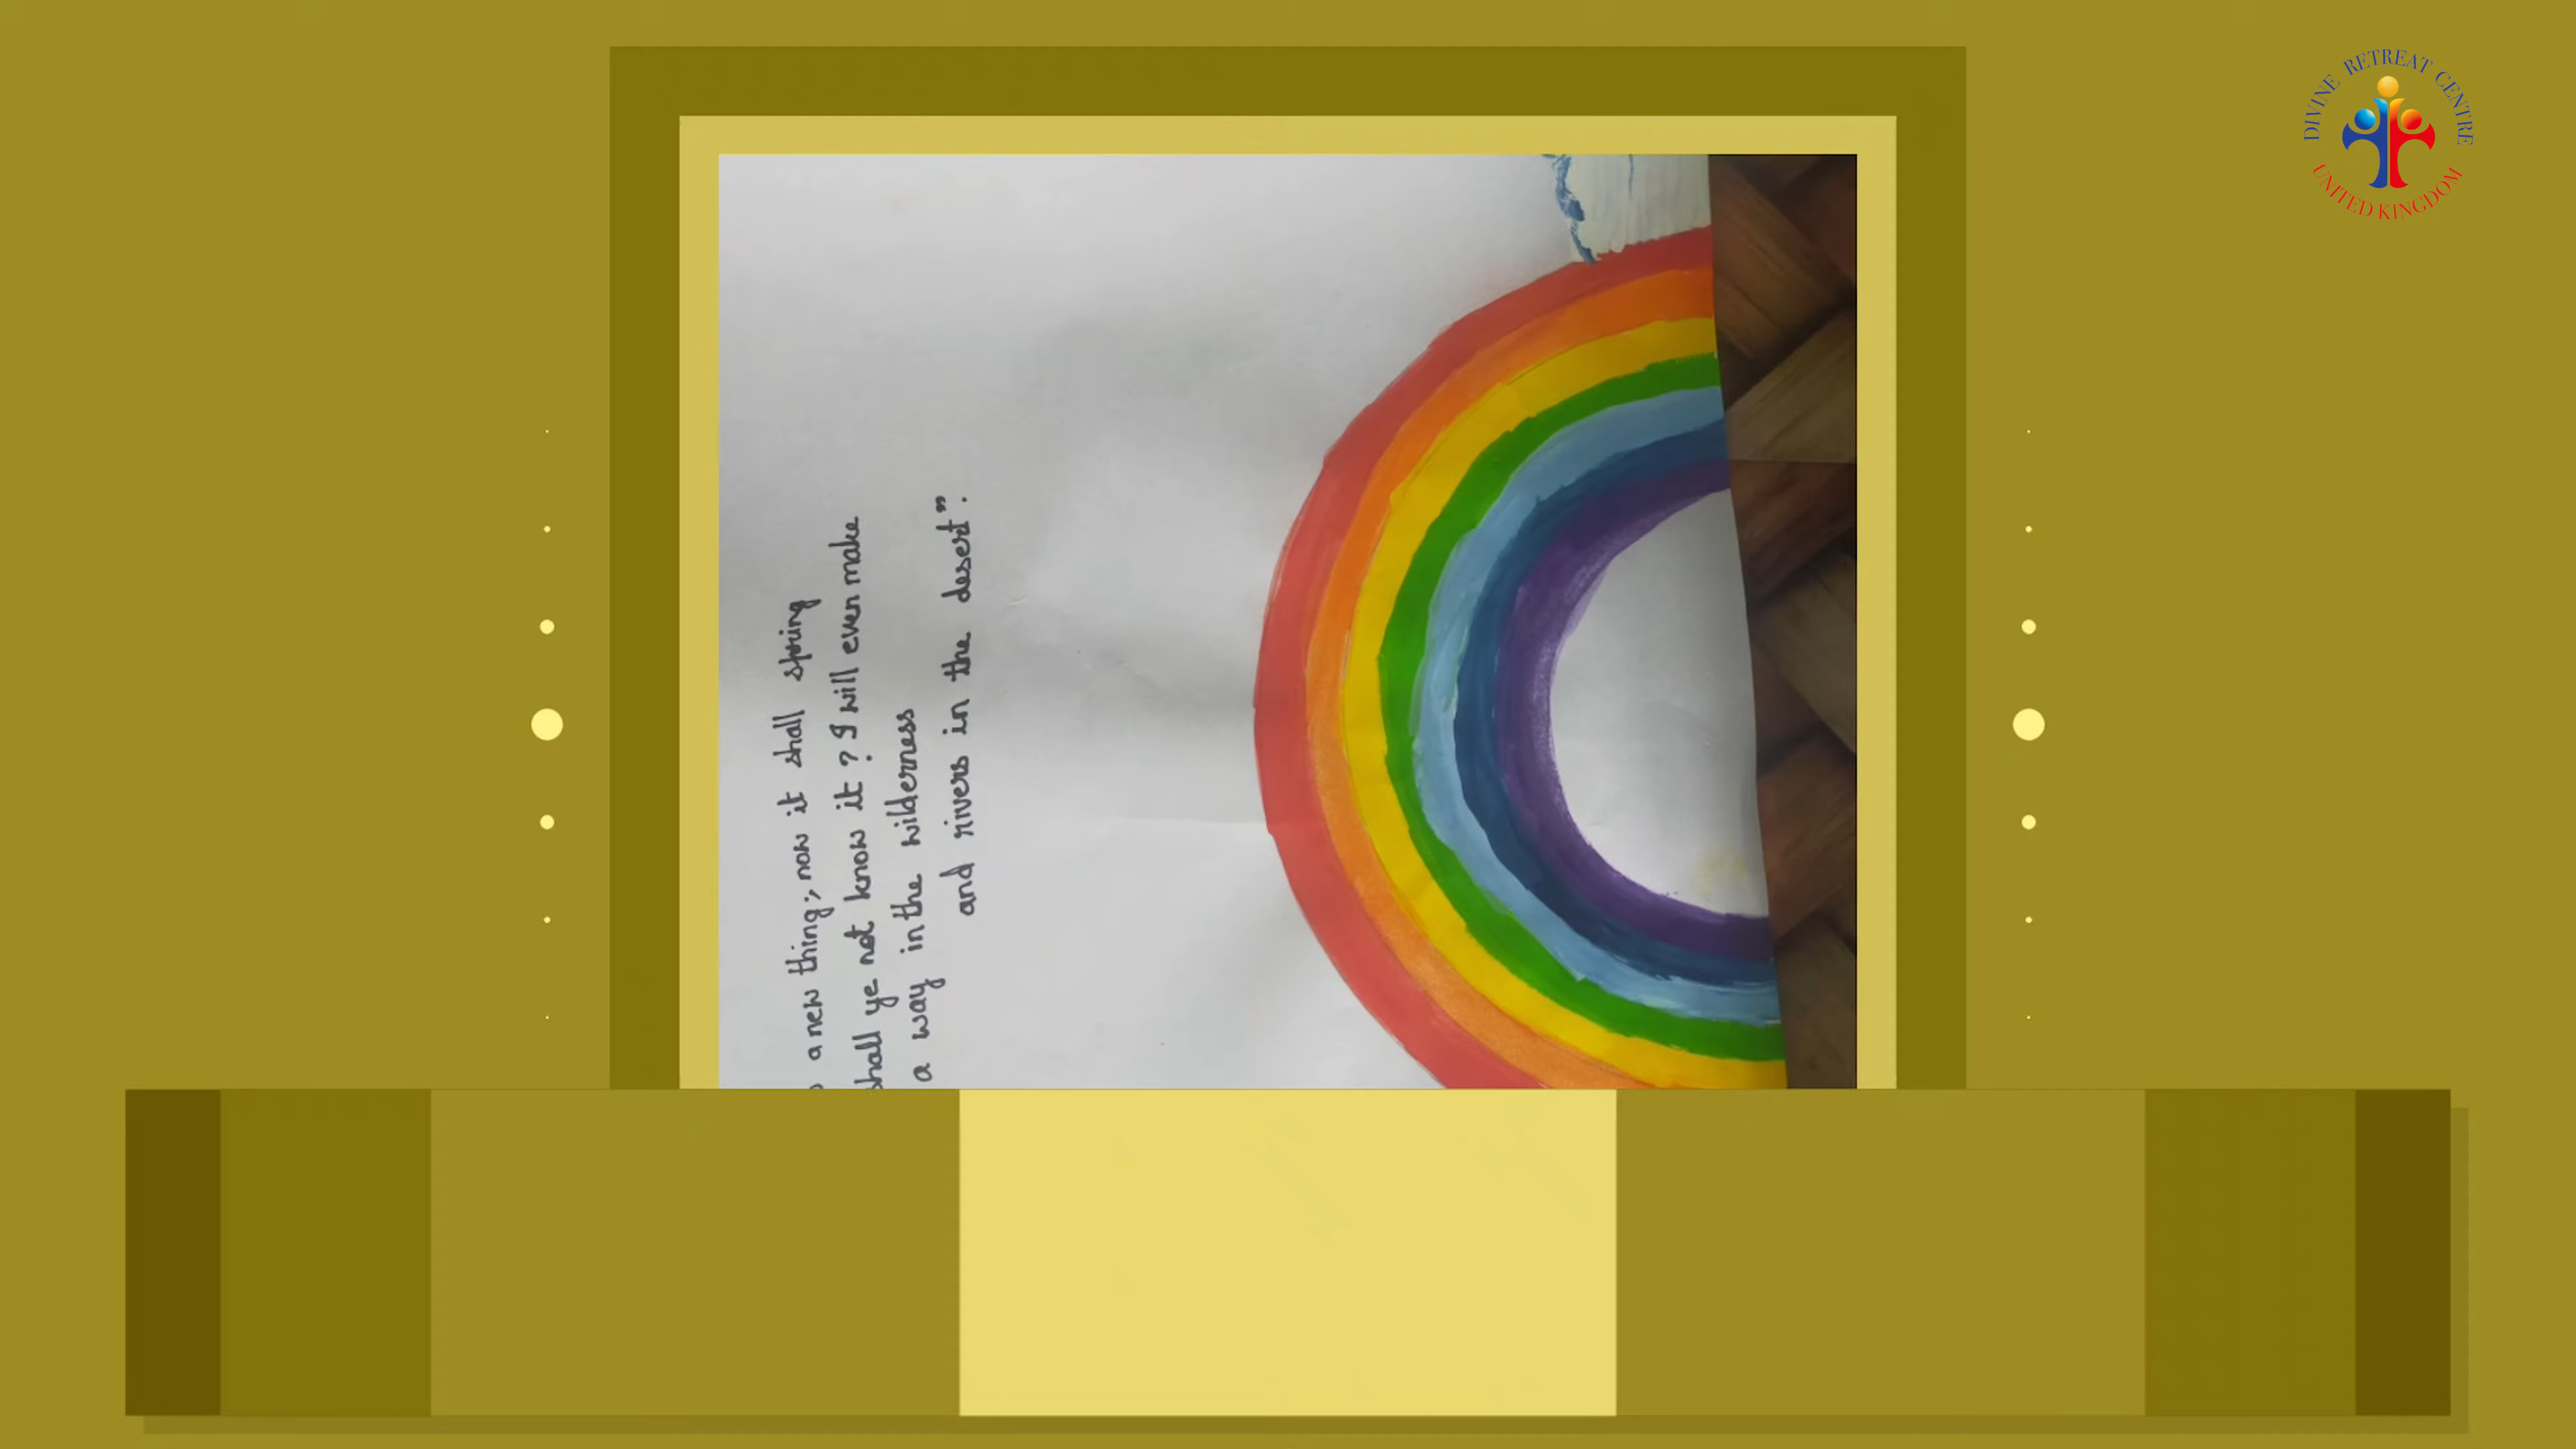 a new thing; now it shall spring
shall ye not know it? I will even make
a way in the wilderness
and rivers in the desert".
DIVINE RETREAT CENTRE
UNITED KINGDOM